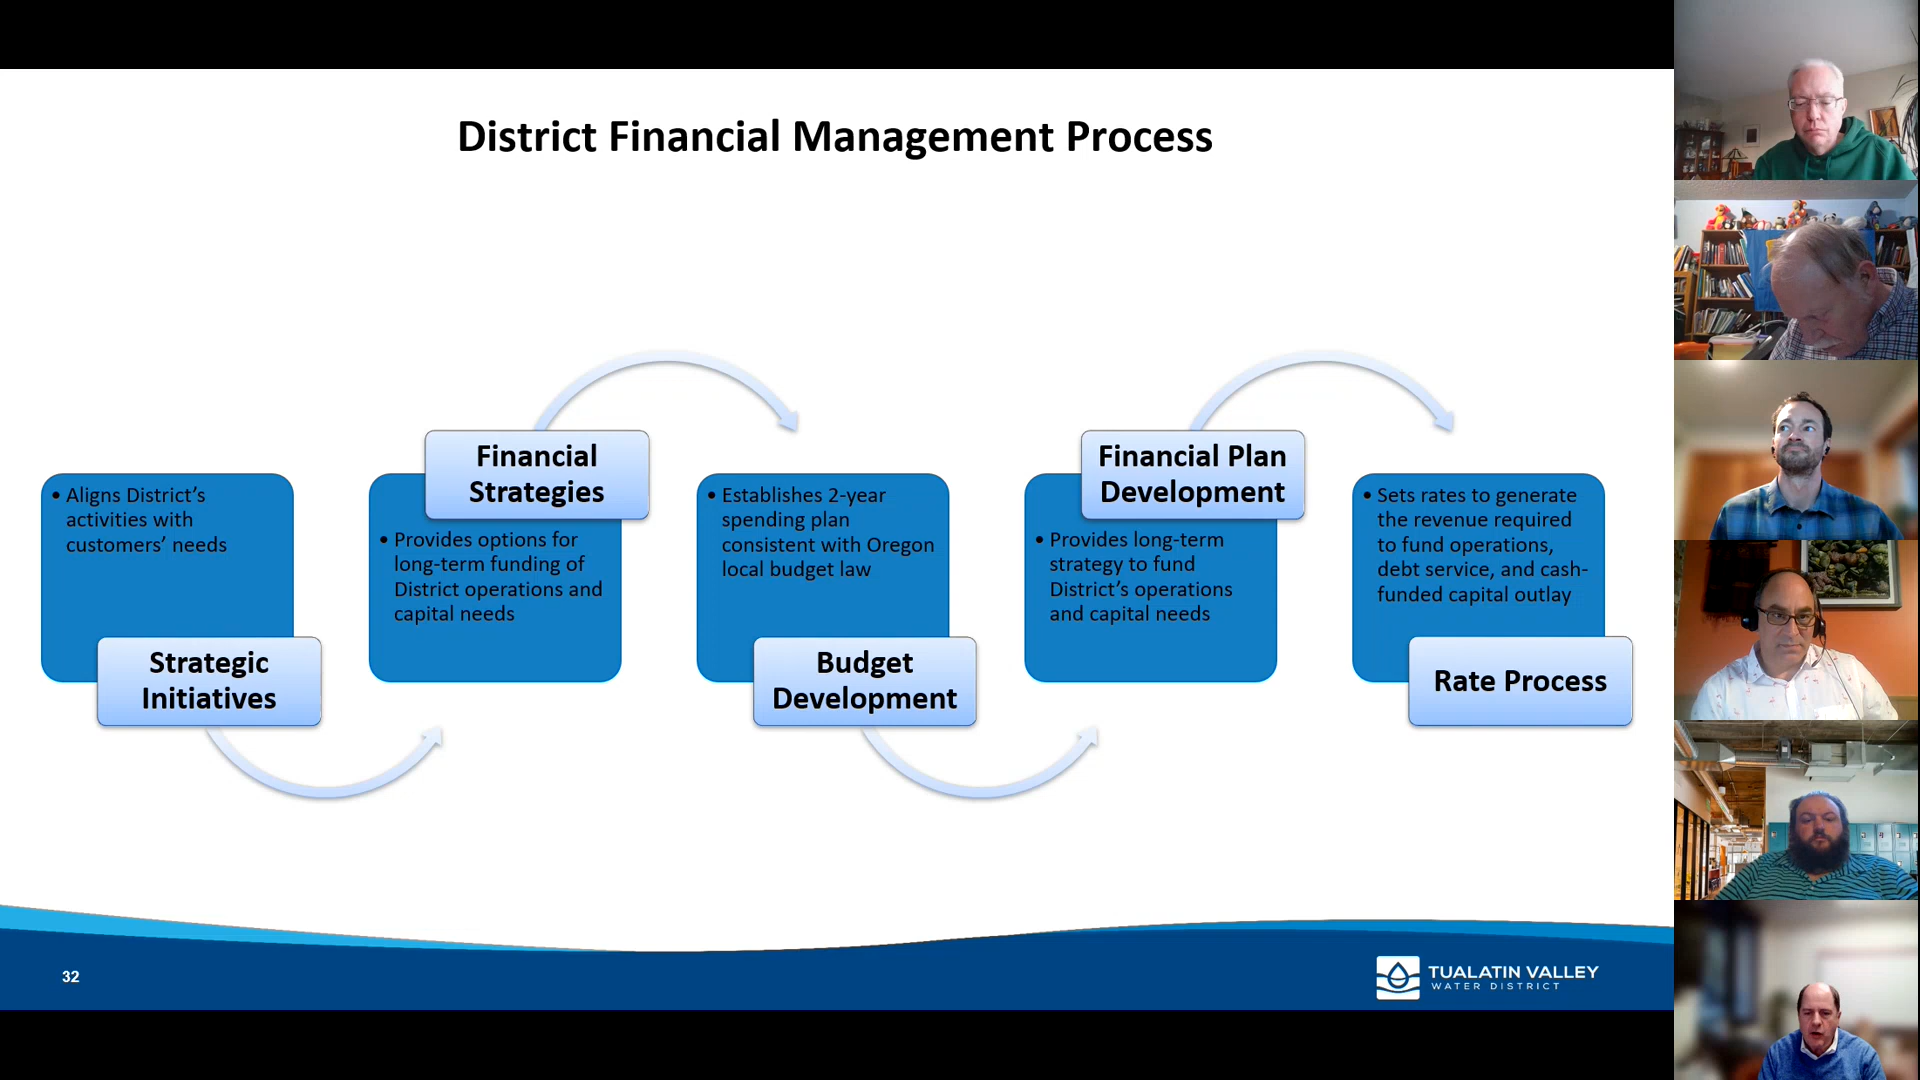 District Financial Management Process
• Aligns District’s
activities with
customers’ needs
Strategic
Initiatives
Financial
Strategies
• Provides options for
long-term funding of
District operations and
capital needs
• Establishes 2-year
spending plan
consistent with Oregon
local budget law
Budget
Development
Financial Plan
Development
• Provides long-term
strategy to fund
District’s operations
and capital needs
• Sets rates to generate
the revenue required
to fund operations,
debt service, and cash-
funded capital outlay
Rate Process
32
TUALATIN VALLEY
WATER DISTRICT